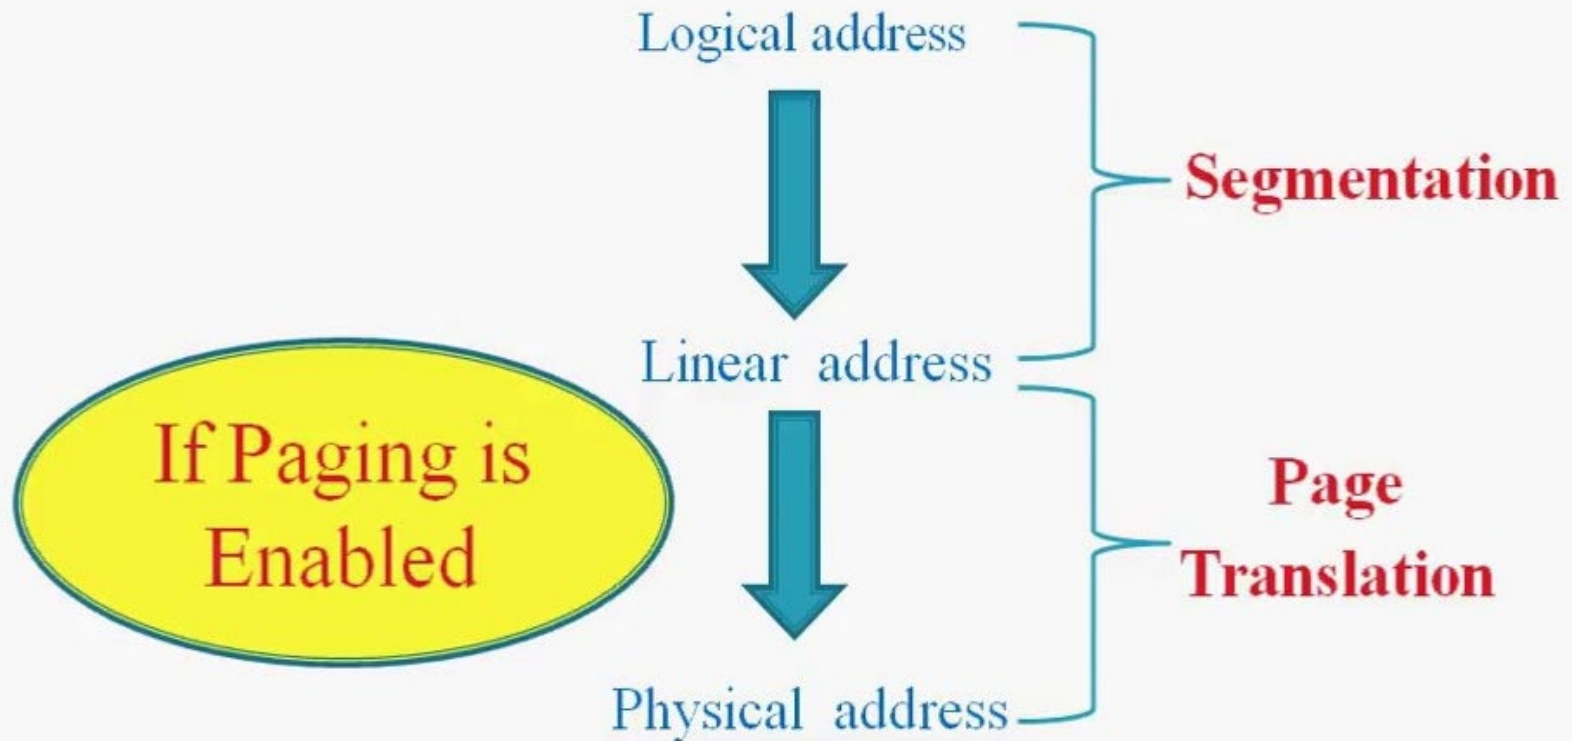 Logical address
Segmentation
Linear address
If Paging is
Enabled
Page
Translation
Physical address